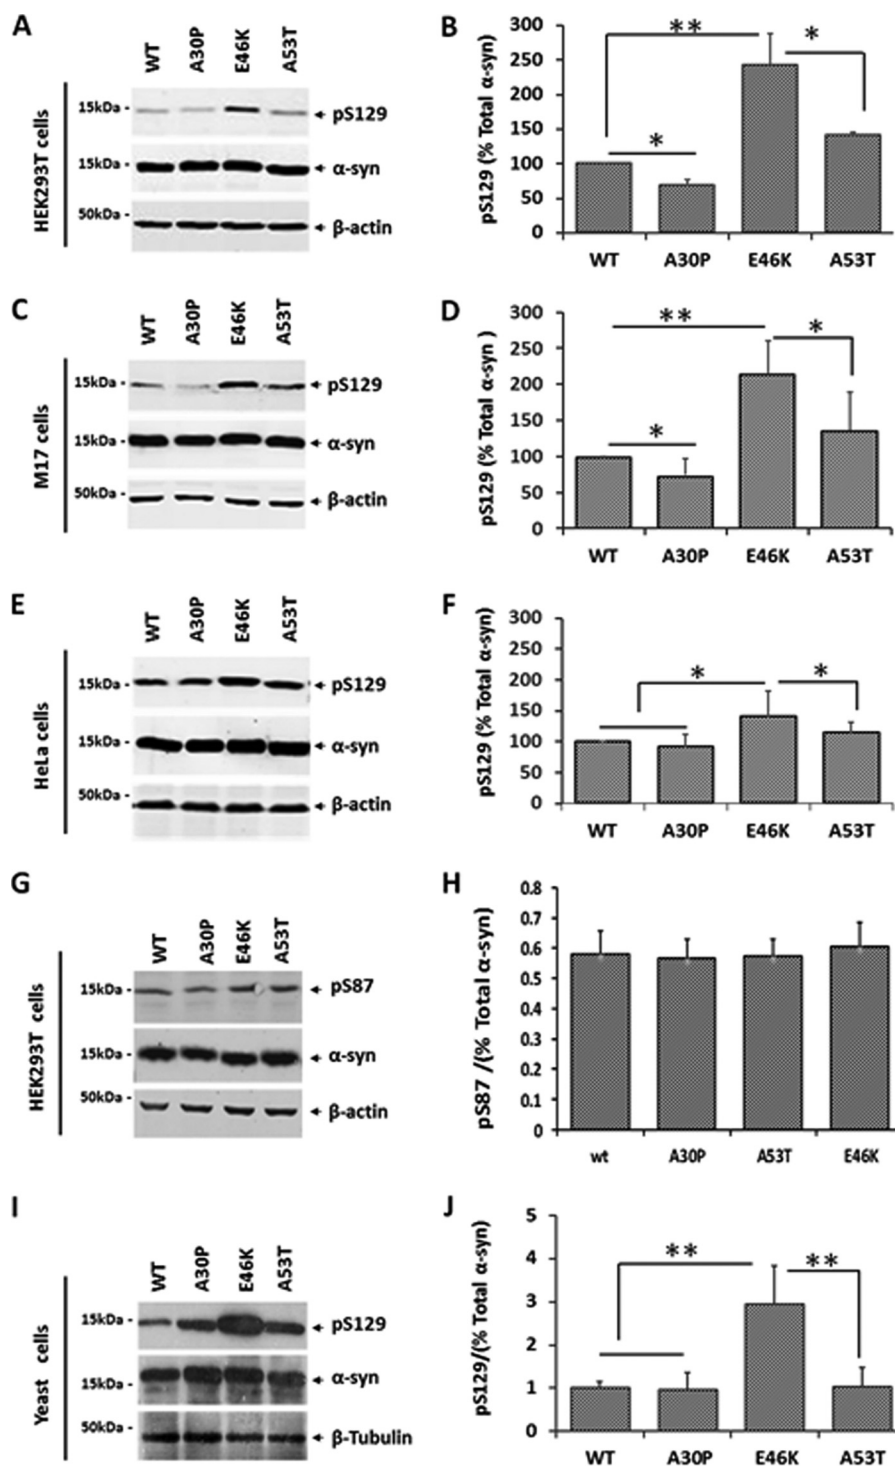 A
WT A30P E46K A53T
HEK293T cells
15kDa - pS129
15kDa - α-syn
50kDa - β-actin
B
pS129 (% Total α-syn)
300
250
200
150
100
50
0
** *
*
WT A30P E46K A53T
C
WT A30P E46K A53T
M17 cells
15kDa - pS129
15kDa - α-syn
50kDa - β-actin
D
pS129 (% Total α-syn )
300
250
200
150
100
50
0
** *
*
WT A30P E46K A53T
E
WT A30P E46K A53T
HeLa cells
15kDa - pS129
15kDa - α-syn
50kDa - β-actin
F
pS129 (% Total α-syn)
300
250
200
150
100
50
0
* *
WT A30P E46K A53T
G
WT A30P E46K A53T
HEK293T cells
15kDa - pS87
15kDa - α-syn
50kDa - β-actin
H
pS87 /(% Total α-syn)
0.8
0.7
0.6
0.5
0.4
0.3
0.2
0.1
0
wt A30P A53T E46K
I
WT A30P E46K A53T
Yeast cells
15kDa - pS129
15kDa - α-syn
50kDa - β-Tubulin
J
pS129/(% Total α-syn)
5
4
3
2
1
0
** **
WT A30P E46K A53T